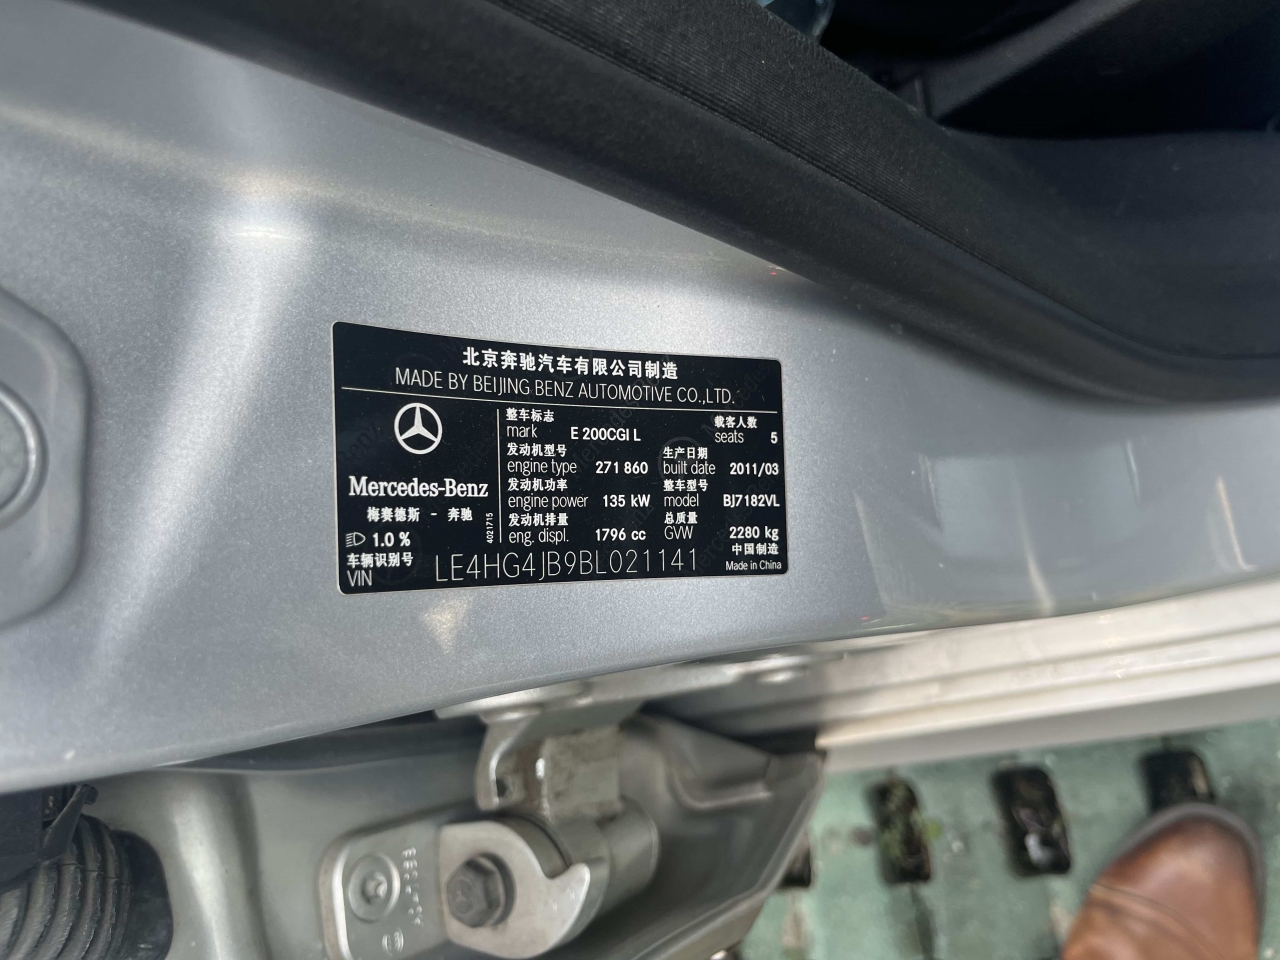 北京奔驰汽车有限公司制造
MADE BY BEIJING BENZ AUTOMOTIVE CO.,LTD.
Mercedes-Benz
梅赛德斯 - 奔驰
1.0 %
4021715
整车标志 载客人数
mark E 200CGI L seats 5
发动机型号 生产日期
engine type 271 860 built date 2011/03
发动机功率 整车型号
engine power 135 kW model BJ7182VL
发动机排量 总质量
eng. displ. 1796 cc GVW 2280 kg
车辆识别号 中国制造
VIN LE4HG4JB9BL021141 Made in China